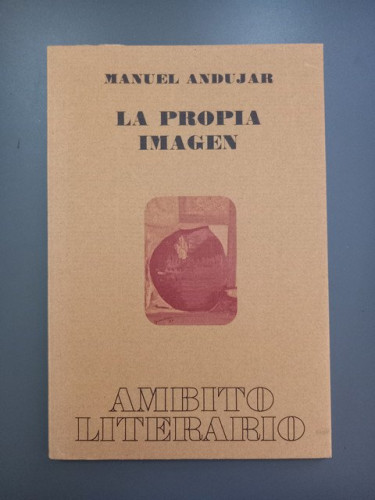 MANUEL ANDUJAR
LA PROPIA
IMAGEN
AMBITO
LITERARIO